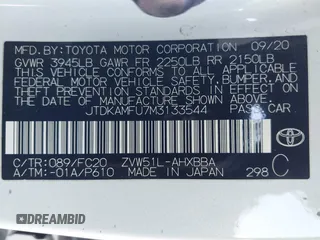 MFD.BY:TOYOTA MOTOR CORPORATION 09/20
GVWR 3945LB GAWR FR 2250LB RR 2150LB
THIS VEHICLE CONFORMS TO ALL APPLICABLE
FEDERAL MOTOR VEHICLE SAFETY, BUMPER, AND
THEFT PREVENTION STANDARDS IN EFFECT ON
THE DATE OF MANUFACTURE SHOWN ABOVE.
JTDKAMFU7M3133544 PASS.CAR
C/TR:089/FC20 ZVW51L-AHXBBA
A/TM:-01A/P610 MADE IN JAPAN 298 C
TOYOTA
DREAMBID